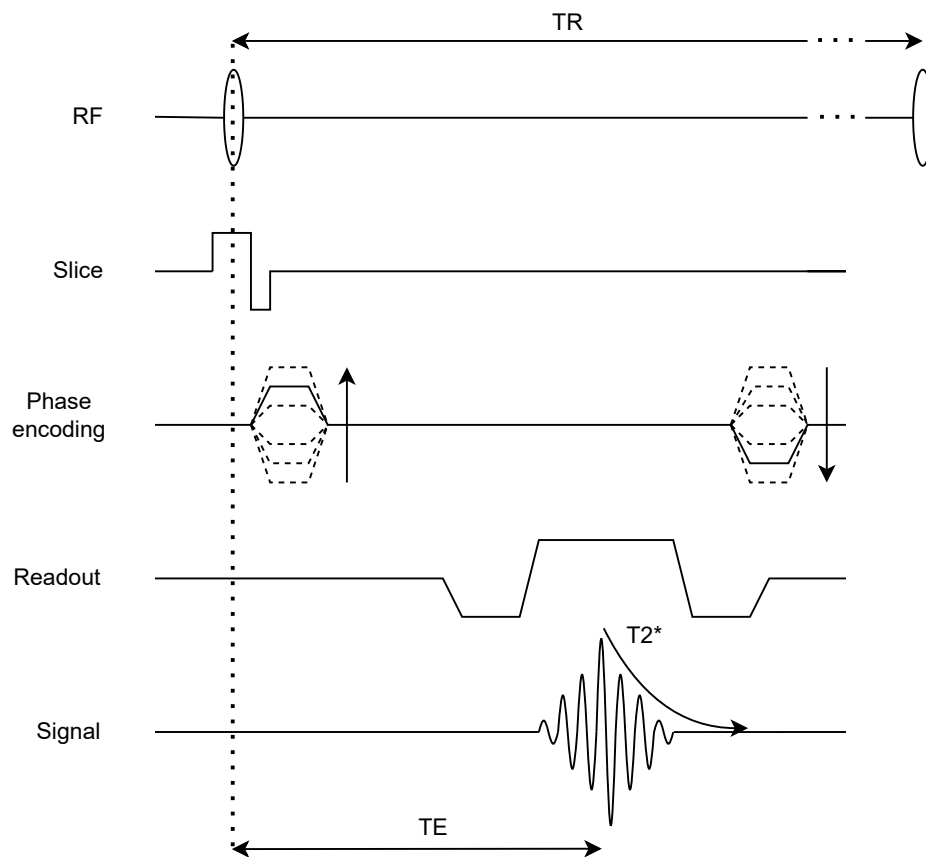 TR
RF
Slice
Phase
encoding
Readout
T2*
Signal
TE